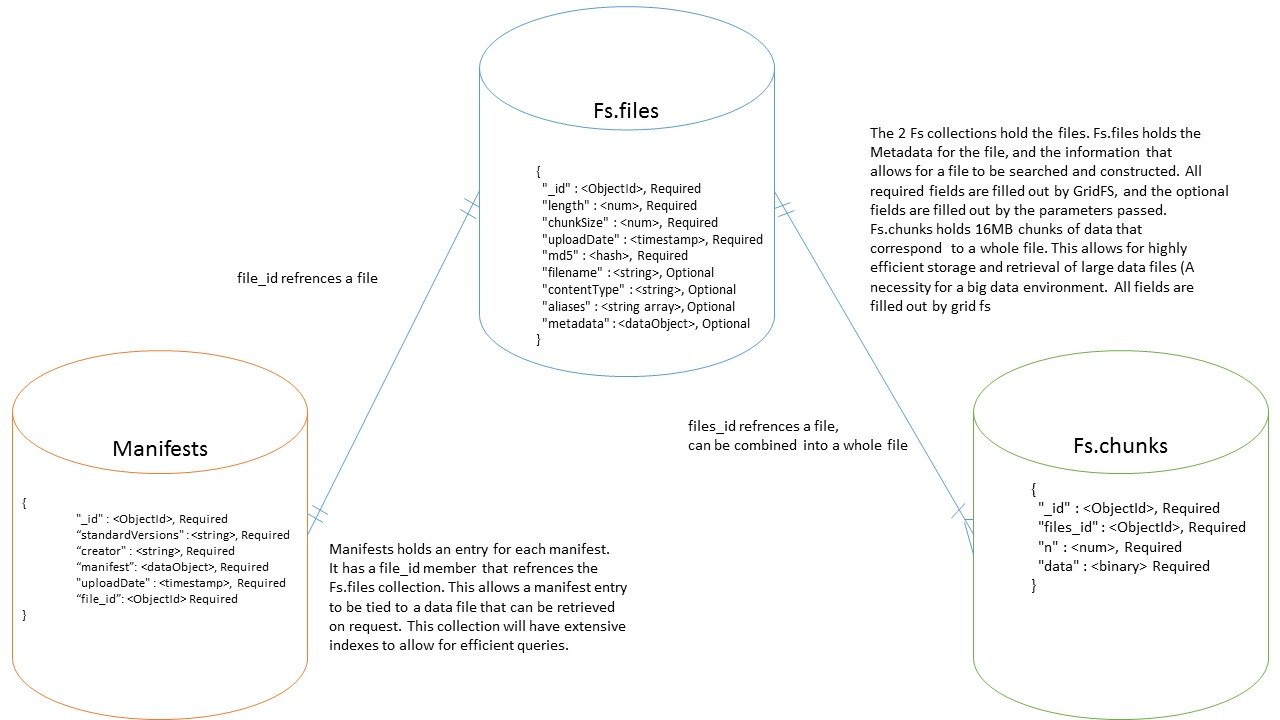 Fs.files
{
"_id" : <ObjectId>, Required
"length" : <num>, Required
"chunkSize" : <num>, Required
"uploadDate" : <timestamp>, Required
"md5" : <hash>, Required
"filename" : <string>, Optional
"contentType" : <string>, Optional
"aliases" : <string array>, Optional
"metadata" : <dataObject>, Optional
}
The 2 Fs collections hold the files. Fs.files holds the
Metadata for the file, and the information that
allows for a file to be searched and constructed. All
required fields are filled out by GridFS, and the optional
fields are filled out by the parameters passed.
Fs.chunks holds 16MB chunks of data that
correspond to a whole file. This allows for highly
efficient storage and retrieval of large data files (A
necessity for a big data environment. All fields are
filled out by grid fs
file_id refrences a file
files_id refrences a file,
can be combined into a whole file
Manifests
{
"_id" : <ObjectId>, Required
“standardVersions" : <string>, Required
“creator" : <string>, Required
“manifest”: <dataObject>, Required
"uploadDate" : <timestamp>, Required
“file_id”: <ObjectId> Required
}
Manifests holds an entry for each manifest.
It has a file_id member that refrences the
Fs.files collection. This allows a manifest entry
to be tied to a data file that can be retrieved
on request. This collection will have extensive
indexes to allow for efficient queries.
Fs.chunks
{
"_id" : <ObjectId>, Required
"files_id" : <ObjectId>, Required
"n" : <num>, Required
"data" : <binary> Required
}